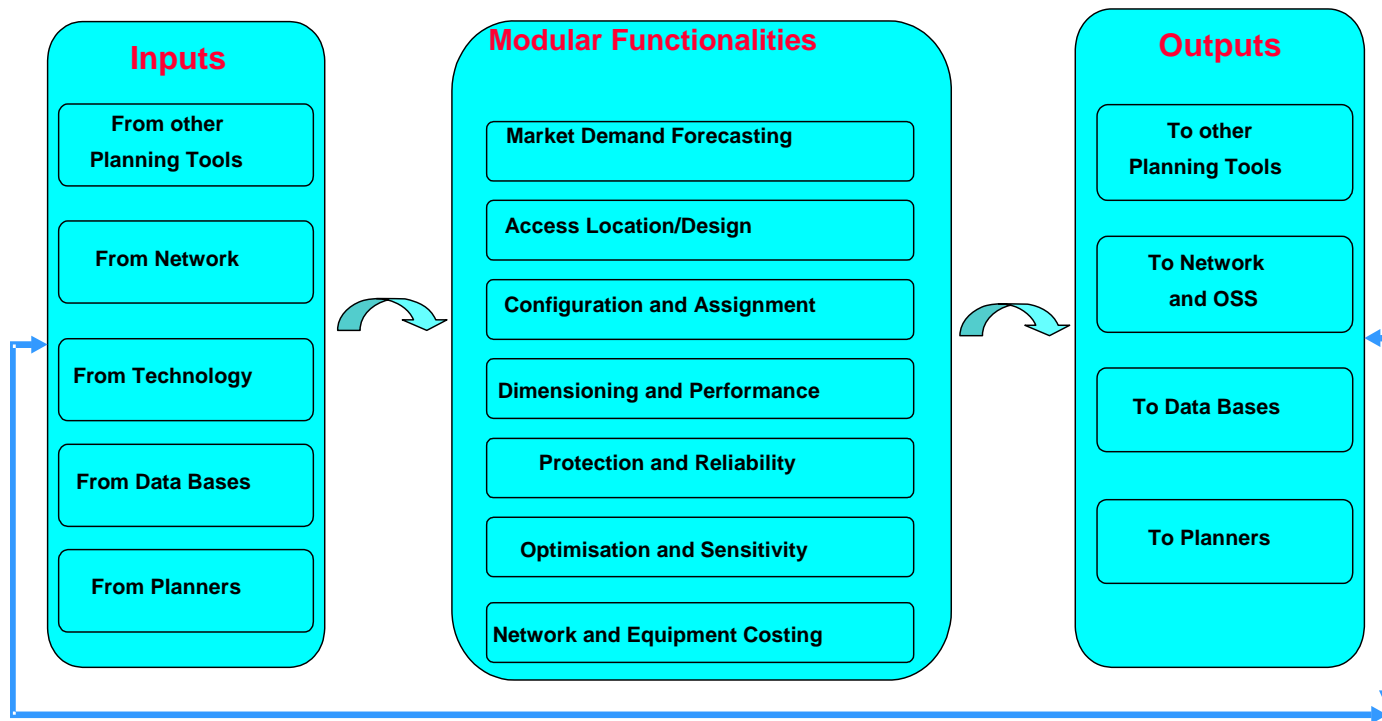 Inputs
From other
Planning Tools
From Network
From Technology
From Data Bases
From Planners
Modular Functionalities
Market Demand Forecasting
Access Location/Design
Configuration and Assignment
Dimensioning and Performance
Protection and Reliability
Optimisation and Sensitivity
Network and Equipment Costing
Outputs
To other
Planning Tools
To Network
and OSS
To Data Bases
To Planners